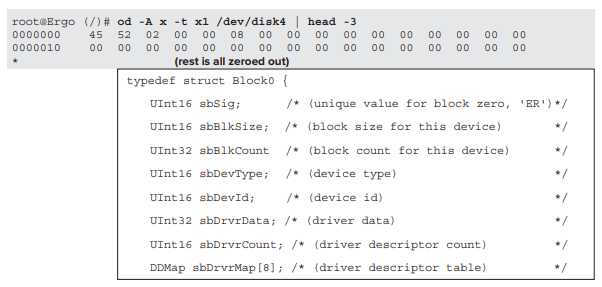 root@Ergo (/)# od -A x -t x1 /dev/disk4 | head -3
0000000 45 52 02 00 00 08 00 00 00 00 00 00 00 00 00 00
0000010 00 00 00 00 00 00 00 00 00 00 00 00 00 00 00 00
* (rest is all zeroed out)
typedef struct Block0 {
UInt16 sbSig; /* (unique value for block zero, 'ER')*/
UInt16 sbBlkSize; /* (block size for this device) */
UInt32 sbBlkCount /* (block count for this device) */
UInt16 sbDevType; /* (device type) */
UInt16 sbDevId; /* (device id) */
UInt32 sbDrvrData; /* (driver data) */
UInt16 sbDrvrCount; /* (driver descriptor count) */
DDMap sbDrvrMap[8]; /* (driver descriptor table) */